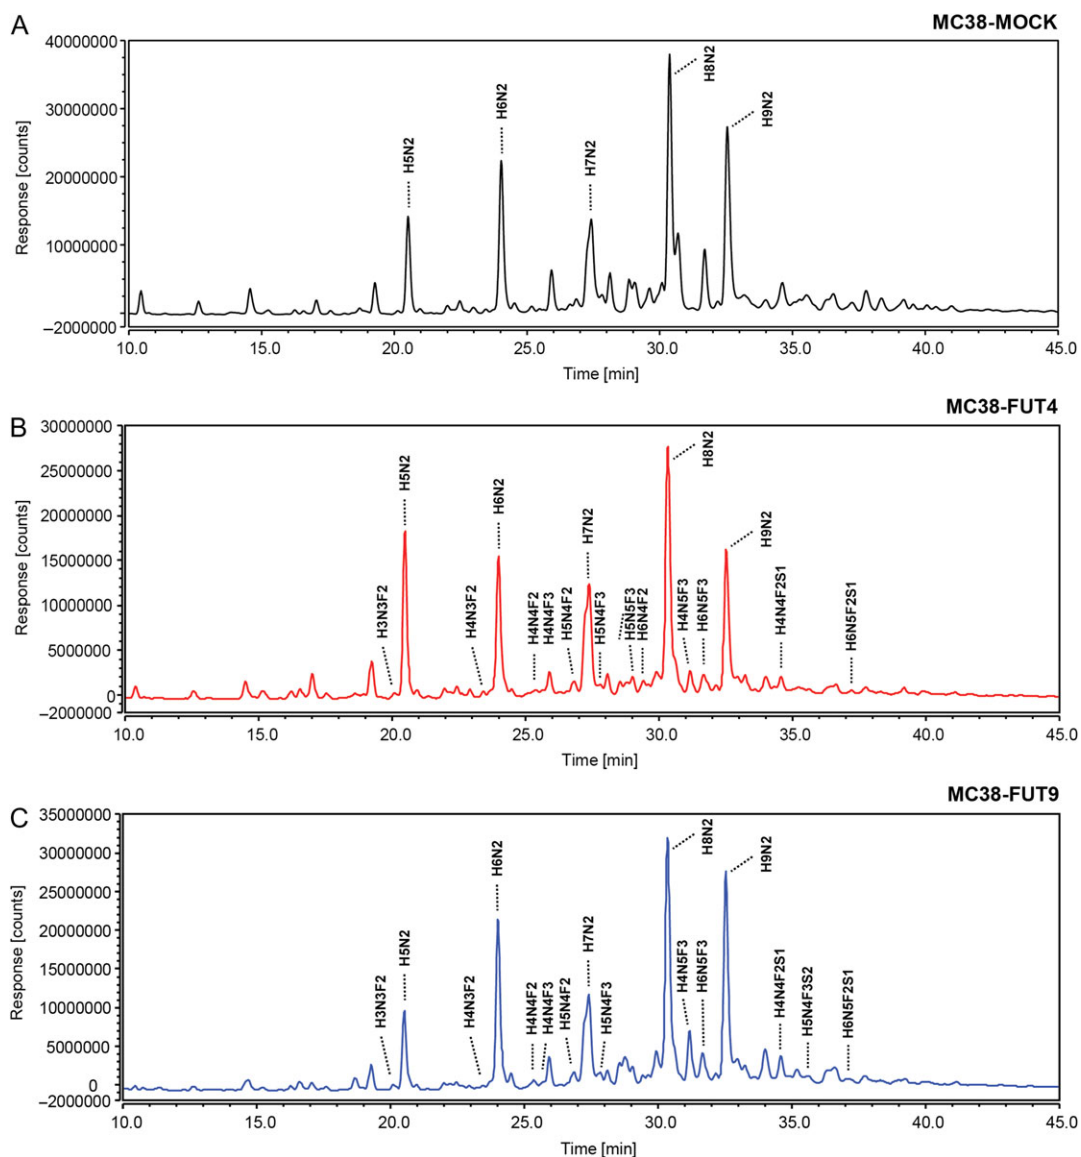 A
MC38-MOCK
Response [counts]
40000000
30000000
20000000
10000000
–2000000
H5N2
H6N2
H7N2
H8N2
H9N2
10.0 15.0 20.0 25.0 30.0 35.0 40.0 45.0
Time [min]
B
MC38-FUT4
Response [counts]
30000000
25000000
20000000
15000000
10000000
5000000
0
–2000000
H3N3F2
H5N2
H4N3F2
H6N2
H4N4F2
H4N4F3
H5N4F2
H7N2
H5N4F3
H5N5F3
H6N4F2
H8N2
H4N5F3
H6N5F3
H9N2
H4N4F2S1
H6N5F2S1
10.0 15.0 20.0 25.0 30.0 35.0 40.0 45.0
Time [min]
C
MC38-FUT9
Response [counts]
35000000
30000000
25000000
20000000
15000000
10000000
5000000
0
–2000000
H3N3F2
H5N2
H4N3F2
H6N2
H4N4F2
H4N4F3
H5N4F2
H7N2
H5N4F3
H8N2
H4N5F3
H6N5F3
H9N2
H4N4F2S1
H5N4F3S2
H6N5F2S1
10.0 15.0 20.0 25.0 30.0 35.0 40.0 45.0
Time [min]